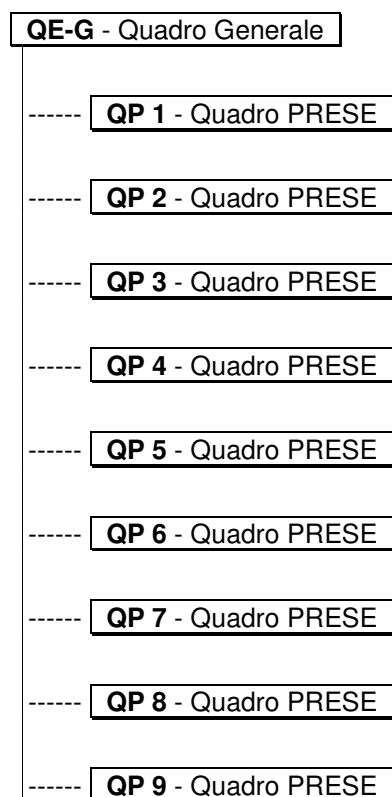 QE-G - Quadro Generale
------ QP 1 - Quadro PRESE
------ QP 2 - Quadro PRESE
------ QP 3 - Quadro PRESE
------ QP 4 - Quadro PRESE
------ QP 5 - Quadro PRESE
------ QP 6 - Quadro PRESE
------ QP 7 - Quadro PRESE
------ QP 8 - Quadro PRESE
------ QP 9 - Quadro PRESE